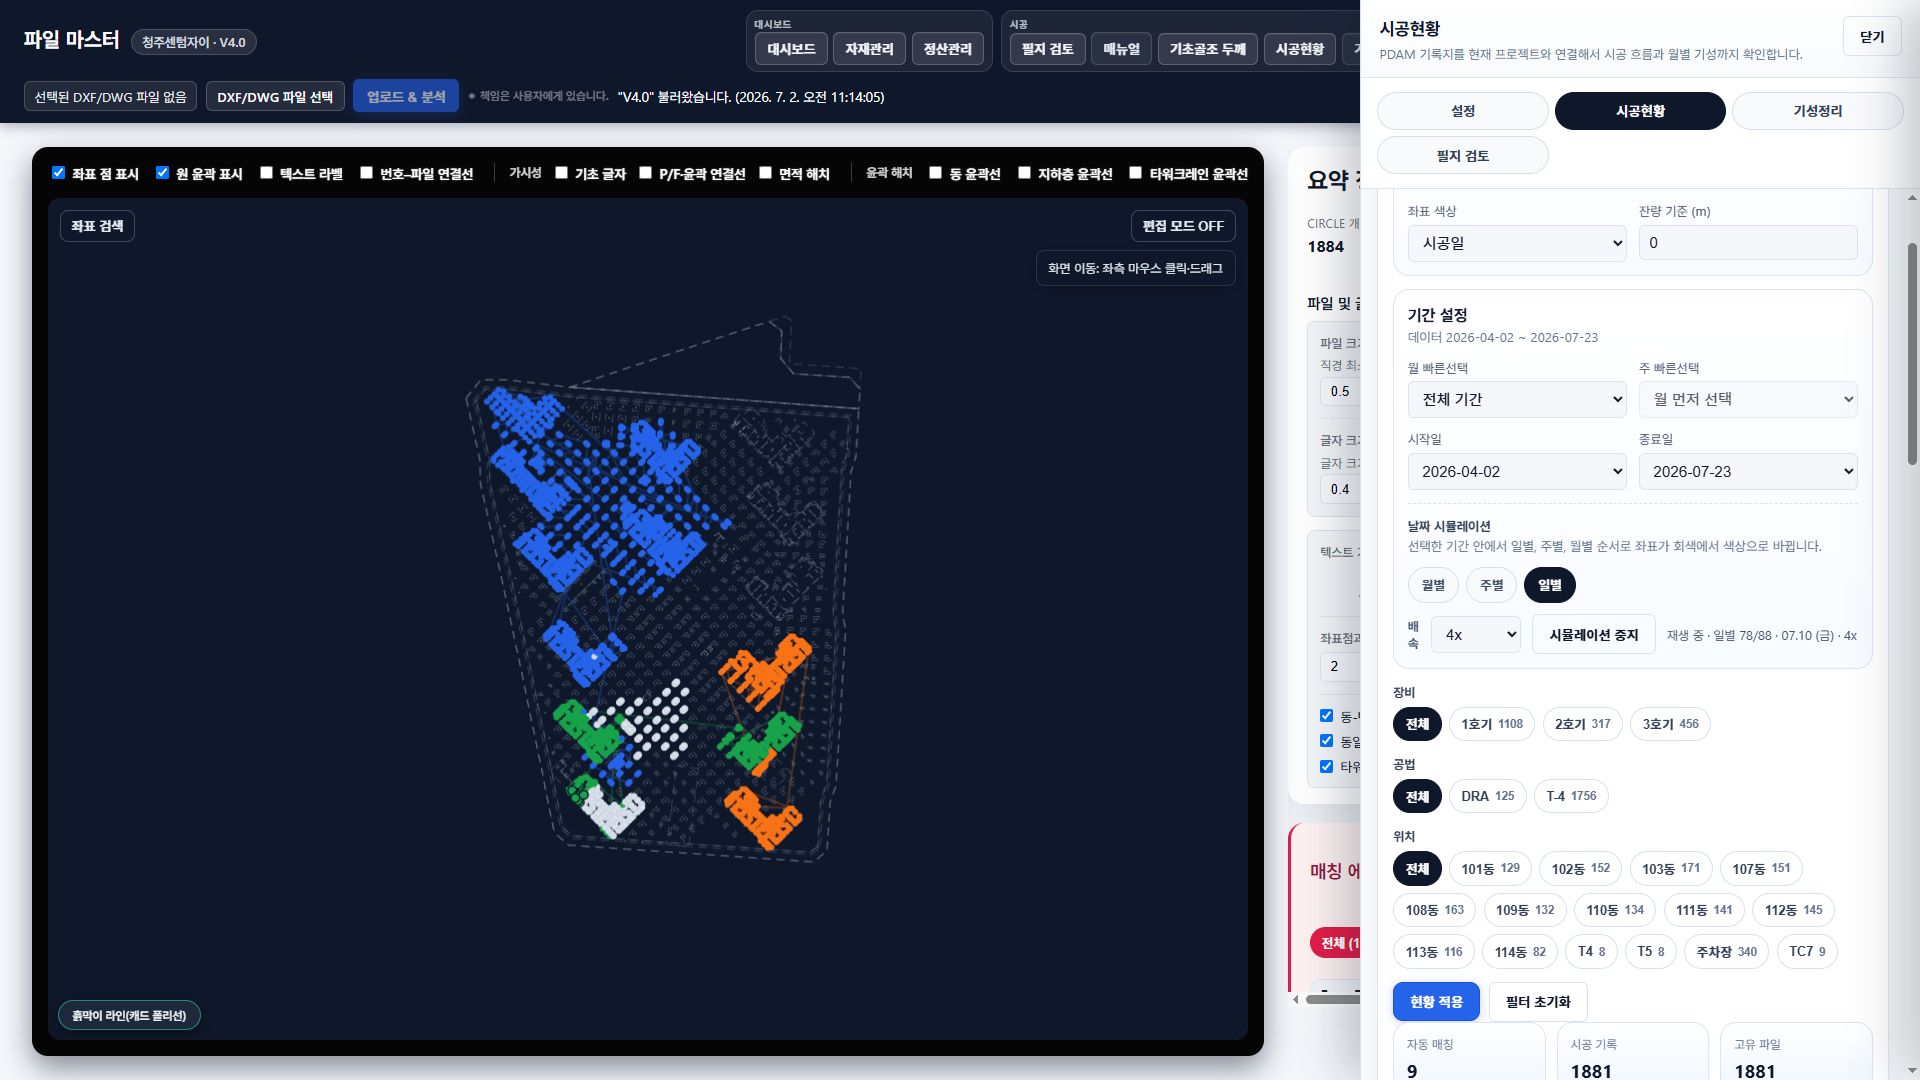 파일 마스터
청주센텀자이 · V4.0
대시보드
대시보드
자재관리
정산관리
시공
필지 검토
매뉴얼
기초골조 두께
시공현황
선택된 DXF/DWG 파일 없음
DXF/DWG 파일 선택
업로드 & 분석
책임은 사용자에게 있습니다.
"V4.0" 불러왔습니다. (2026. 7. 2. 오전 11:14:05)
좌표 점 표시
원 윤곽 표시
텍스트 라벨
번호–파일 연결선
가시성
기초 글자
P/F-윤곽 연결선
면적 해치
윤곽 해치
동 윤곽선
지하층 윤곽선
타워크레인 윤곽선
좌표 검색
편집 모드 OFF
화면 이동: 좌측 마우스 클릭·드래그
흙막이 라인(캐드 폴리선)
요약
CIRCLE 개
1884
파일 및
파일 크
직경 최
0.5
글자 크
글자 크
0.4
텍스트
좌표점
2
동
동일
타워
매칭 에
전체 (1
시공현황
PDAM 기록지를 현재 프로젝트와 연결해서 시공 흐름과 월별 기성까지 확인합니다.
닫기
설정
시공현황
기성정리
필지 검토
좌표 색상
잔량 기준 (m)
시공일
0
기간 설정
데이터 2026-04-02 ~ 2026-07-23
월 빠른선택
주 빠른선택
전체 기간
월 먼저 선택
시작일
종료일
2026-04-02
2026-07-23
날짜 시뮬레이션
선택한 기간 안에서 일별, 주별, 월별 순서로 좌표가 회색에서 색상으로 바뀝니다.
월별
주별
일별
배속
4x
시뮬레이션 중지
재생 중 · 일별 78/88 · 07.10 (금) · 4x
장비
전체
1호기 1108
2호기 317
3호기 456
공법
전체
DRA 125
T-4 1756
위치
전체
101동 129
102동 152
103동 171
107동 151
108동 163
109동 132
110동 134
111동 141
112동 145
113동 116
114동 82
T4 8
T5 8
주차장 340
TC7 9
현황 적용
필터 초기화
자동 매칭
9
시공 기록
1881
고유 파일
1881